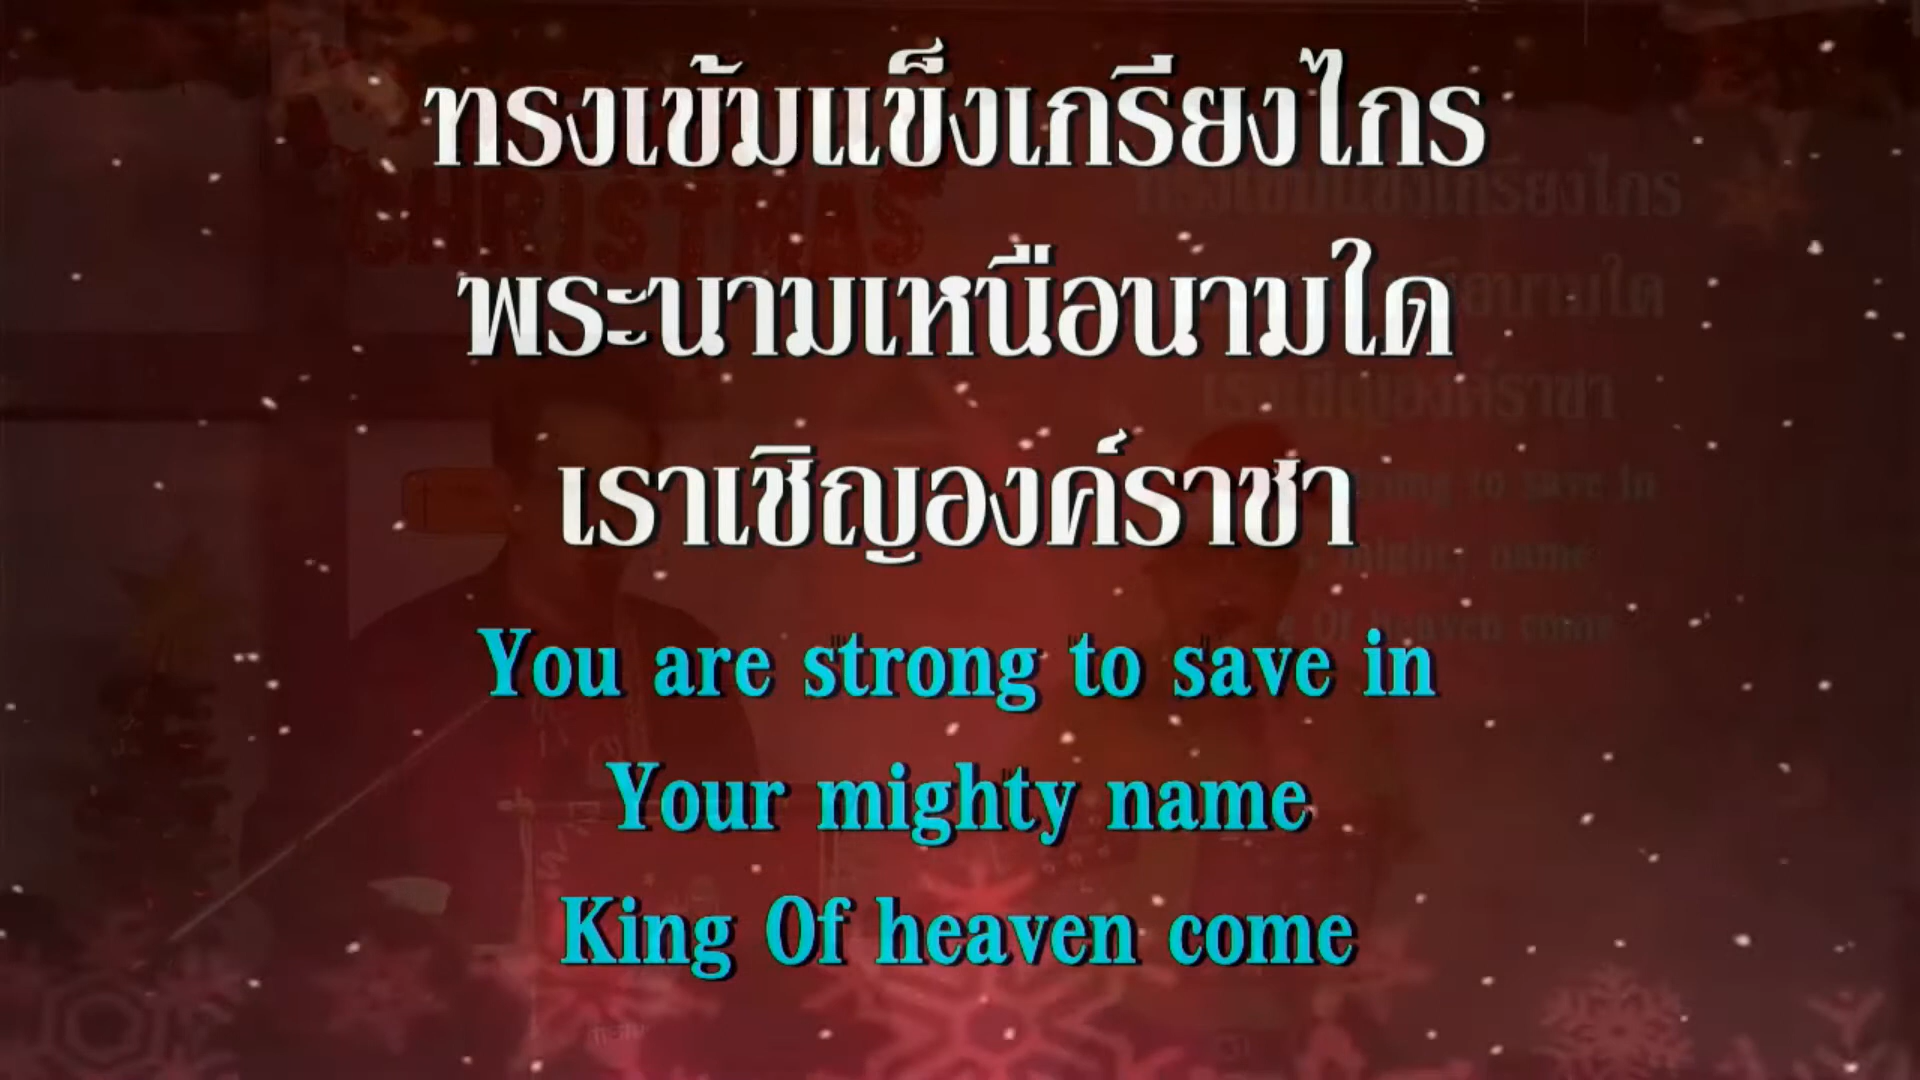 ทรงเข้มแข็งเกรียงไกร
พระนามเหนือนามใด
เราเชิญองค์ราชา
You are strong to save in
Your mighty name
King Of heaven come
CHRISTMAS